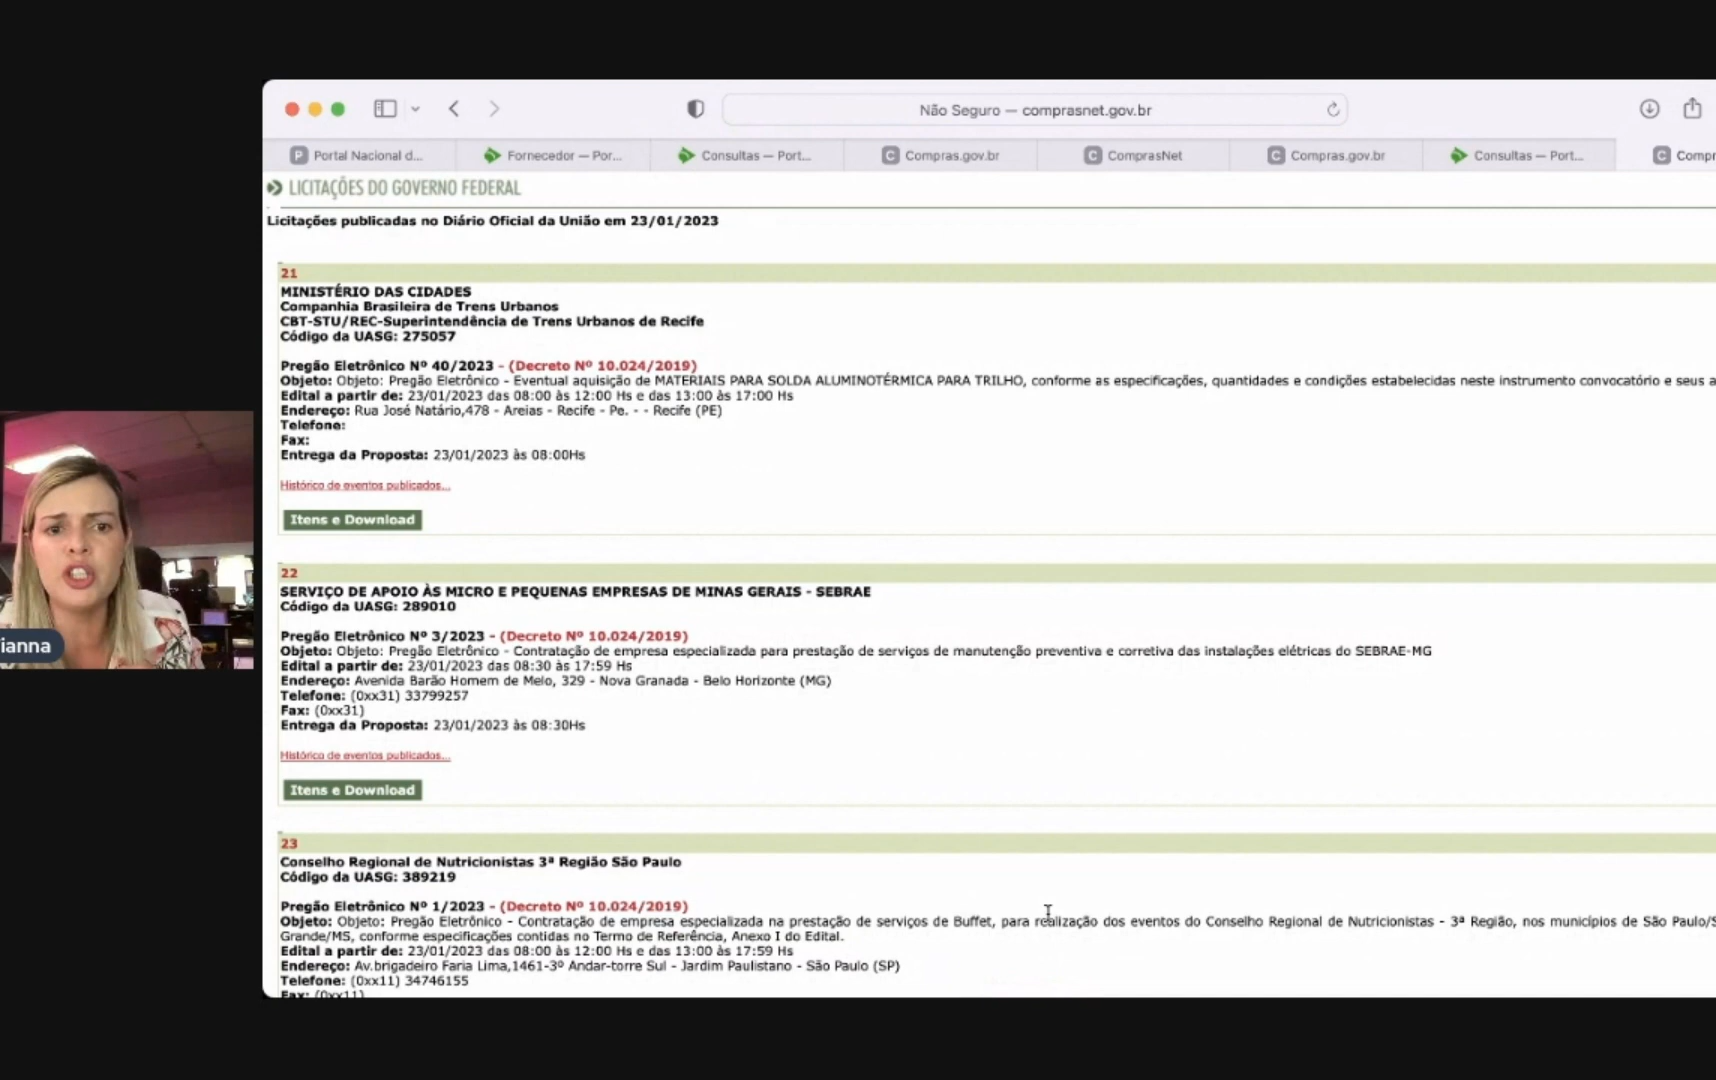 Não Seguro — comprasnet.gov.br
Portal Nacional d...
Fornecedor — Por...
Consultas — Port...
Compras.gov.br
ComprasNet
Compras.gov.br
Consultas — Port...
Compr
LICITAÇÕES DO GOVERNO FEDERAL
Licitações publicadas no Diário Oficial da União em 23/01/2023
21
MINISTÉRIO DAS CIDADES
Companhia Brasileira de Trens Urbanos
CBT-STU/REC-Superintendência de Trens Urbanos de Recife
Código da UASG: 275057
Pregão Eletrônico Nº 40/2023 - (Decreto Nº 10.024/2019)
Objeto: Objeto: Pregão Eletrônico - Eventual aquisição de MATERIAIS PARA SOLDA ALUMINOTÉRMICA PARA TRILHO, conforme as especificações, quantidades e condições estabelecidas neste instrumento convocatório e seus a
Edital a partir de: 23/01/2023 das 08:00 às 12:00 Hs e das 13:00 às 17:00 Hs
Endereço: Rua José Natário,478 - Areias - Recife - Pe. - - Recife (PE)
Telefone:
Fax:
Entrega da Proposta: 23/01/2023 às 08:00Hs
Histórico de eventos publicados...
Itens e Download
22
SERVIÇO DE APOIO ÀS MICRO E PEQUENAS EMPRESAS DE MINAS GERAIS - SEBRAE
Código da UASG: 289010
Pregão Eletrônico Nº 3/2023 - (Decreto Nº 10.024/2019)
Objeto: Objeto: Pregão Eletrônico - Contratação de empresa especializada para prestação de serviços de manutenção preventiva e corretiva das instalações elétricas do SEBRAE-MG
Edital a partir de: 23/01/2023 das 08:30 às 17:59 Hs
Endereço: Avenida Barão Homem de Melo, 329 - Nova Granada - Belo Horizonte (MG)
Telefone: (0xx31) 33799257
Fax: (0xx31)
Entrega da Proposta: 23/01/2023 às 08:30Hs
Histórico de eventos publicados...
Itens e Download
23
Conselho Regional de Nutricionistas 3ª Região São Paulo
Código da UASG: 389219
Pregão Eletrônico Nº 1/2023 - (Decreto Nº 10.024/2019)
Objeto: Objeto: Pregão Eletrônico - Contratação de empresa especializada na prestação de serviços de Buffet, para realização dos eventos do Conselho Regional de Nutricionistas - 3ª Região, nos municípios de São Paulo/S
Grande/MS, conforme especificações contidas no Termo de Referência, Anexo I do Edital.
Edital a partir de: 23/01/2023 das 08:00 às 12:00 Hs e das 13:00 às 17:59 Hs
Endereço: Av.brigadeiro Faria Lima,1461-3º Andar-torre Sul - Jardim Paulistano - São Paulo (SP)
Telefone: (0xx11) 34746155
Fax: (0xx11)
ianna